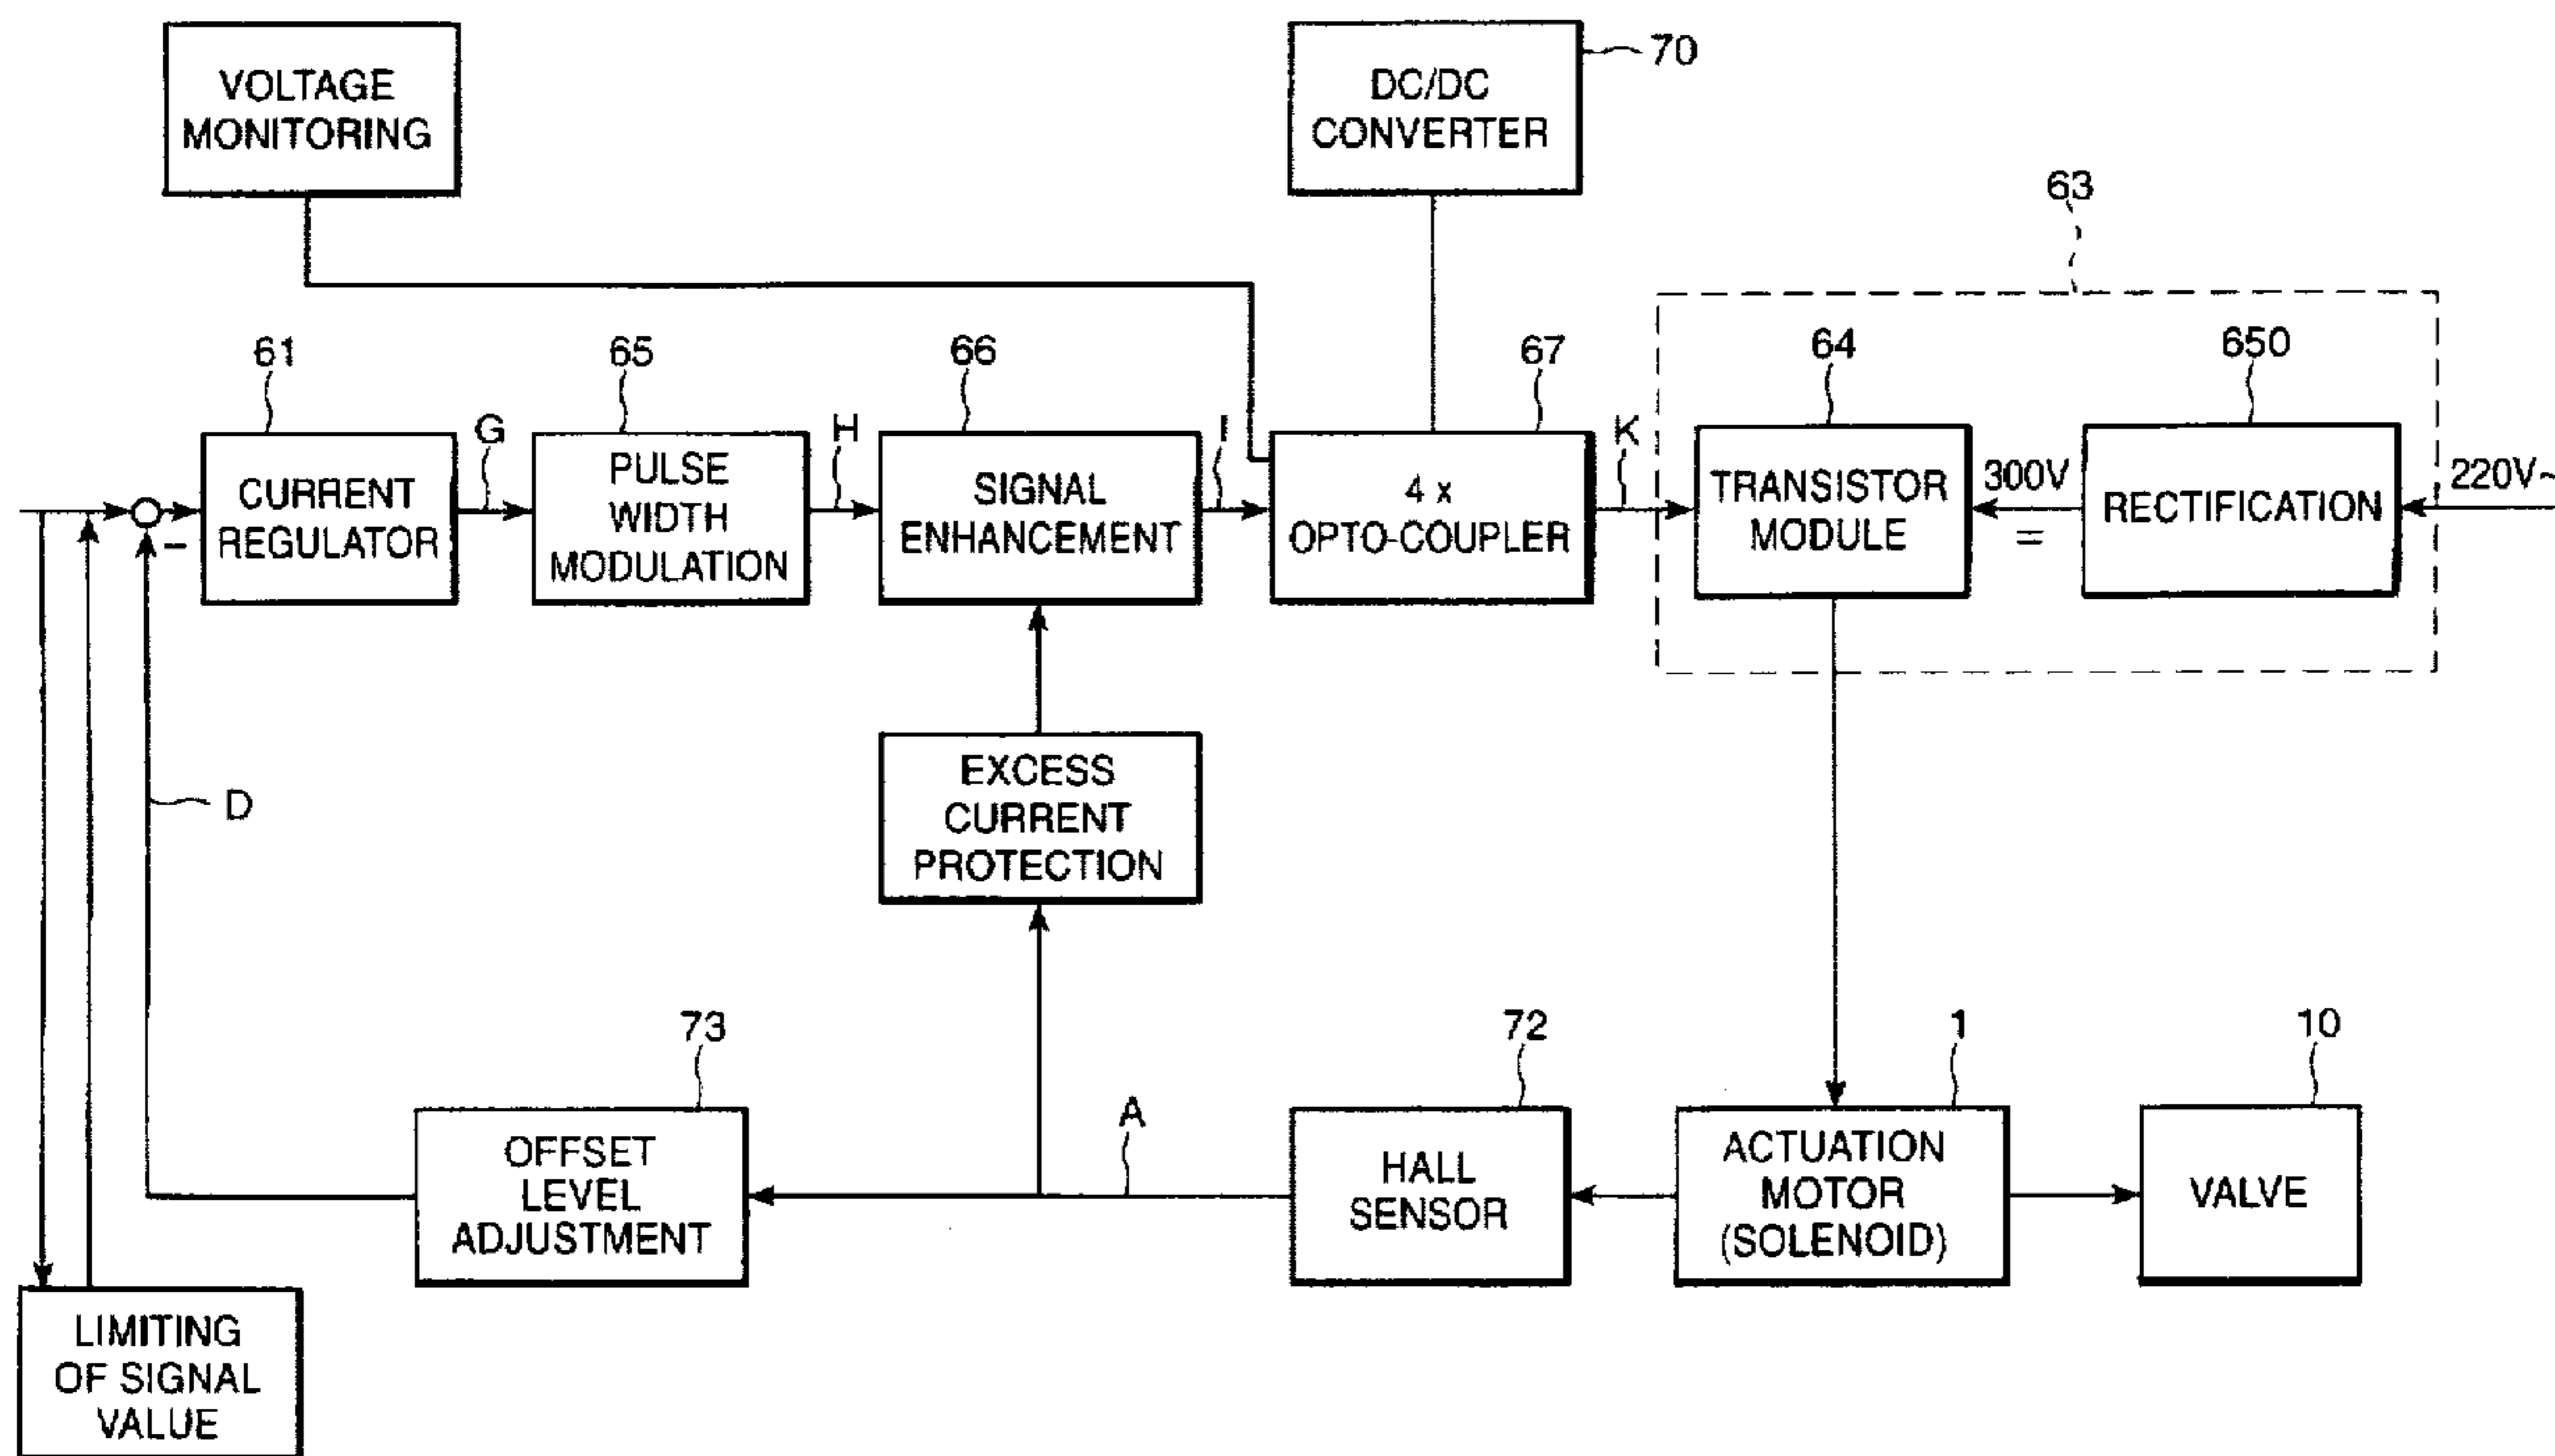 VOLTAGE
MONITORING
DC/DC
CONVERTER
70
63
61
65
66
67
64
650
G
H
I
K
CURRENT
REGULATOR
PULSE
WIDTH
MODULATION
SIGNAL
ENHANCEMENT
4 x
OPTO-COUPLER
TRANSISTOR
MODULE
300V
=
RECTIFICATION
220V~
–
D
EXCESS
CURRENT
PROTECTION
73
72
1
10
A
OFFSET
LEVEL
ADJUSTMENT
HALL
SENSOR
ACTUATION
MOTOR
(SOLENOID)
VALVE
LIMITING
OF SIGNAL
VALUE